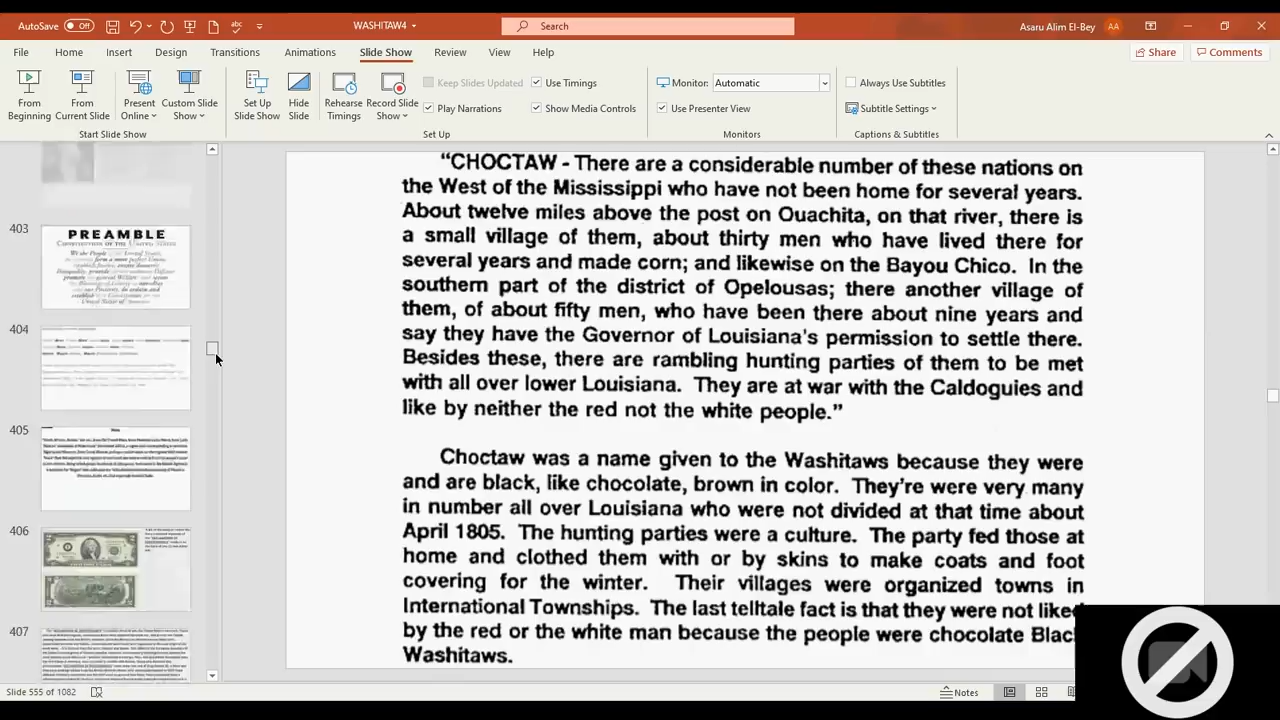 AutoSave Off
WASHITAW4
Search
Asaru Alim El-Bey AA
File Home Insert Design Transitions Animations Slide Show Review View Help
Share Comments
From Beginning
From Current Slide
Present Online
Custom Slide Show
Set Up Slide Show
Hide Slide
Rehearse Timings
Record Slide Show
Keep Slides Updated
Play Narrations
Use Timings
Show Media Controls
Monitor: Automatic
Use Presenter View
Always Use Subtitles
Subtitle Settings
Start Slide Show
Set Up
Monitors
Captions & Subtitles
403
PREAMBLE
404
405
406
407
"CHOCTAW - There are a considerable number of these nations on
the West of the Mississippi who have not been home for several years.
About twelve miles above the post on Ouachita, on that river, there is
a small village of them, about thirty men who have lived there for
several years and made corn; and likewise on the Bayou Chico. In the
southern part of the district of Opelousas; there another village of
them, of about fifty men, who have been there about nine years and
say they have the Governor of Louisiana's permission to settle there.
Besides these, there are rambling hunting parties of them to be met
with all over lower Louisiana. They are at war with the Caldoguies and
like by neither the red not the white people."
Choctaw was a name given to the Washitaws because they were
and are black, like chocolate, brown in color. They're were very many
in number all over Louisiana who were not divided at that time about
April 1805. The hunting parties were a culture. The party fed those at
home and clothed them with or by skins to make coats and foot
covering for the winter. Their villages were organized towns in
International Townships. The last telltale fact is that they were not liked
by the red or the white man because the people were chocolate Black
Washitaws.
Slide 555 of 1082
Notes